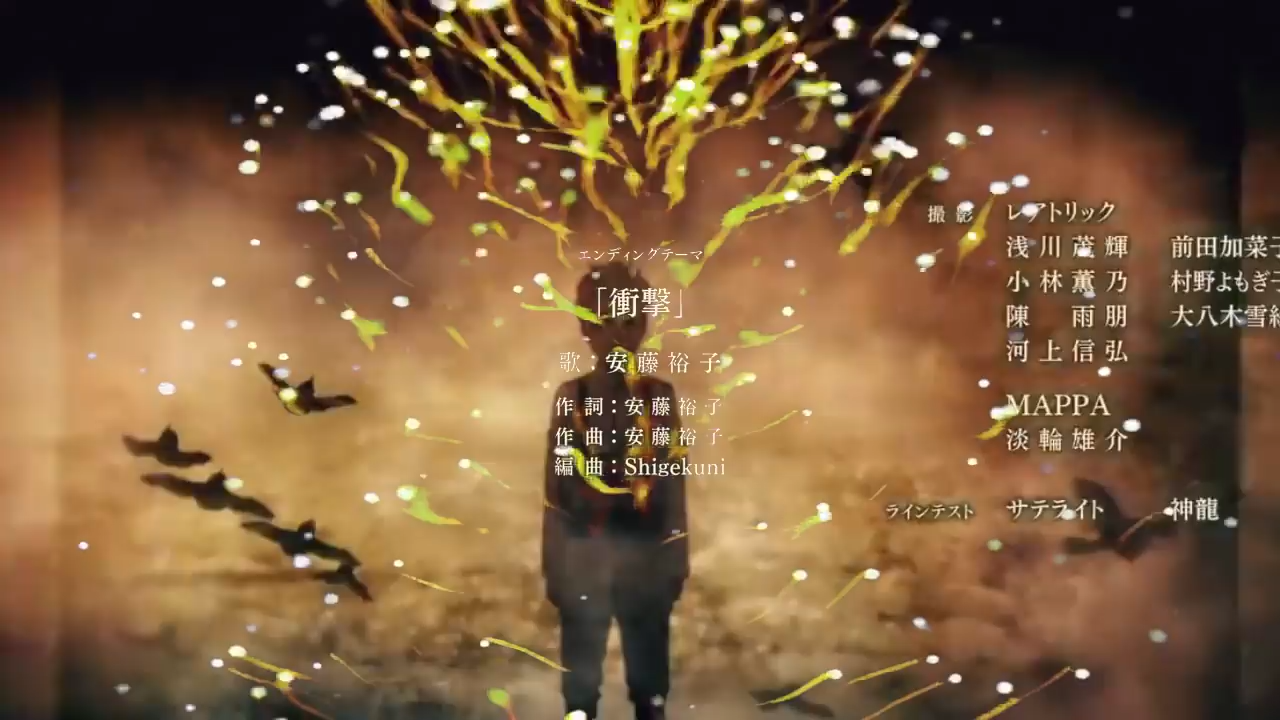 エンディングテーマ
「衝撃」
歌：安藤裕子
作詞：安藤裕子
作曲：安藤裕子
編曲：Shigekuni
撮影 レアトリック
浅川茂輝 前田加菜子
小林薫乃 村野よもぎ
陳 雨朋 大八木雪
河上信弘
MAPPA
淡輪雄介
ラインテスト サテライト 神龍